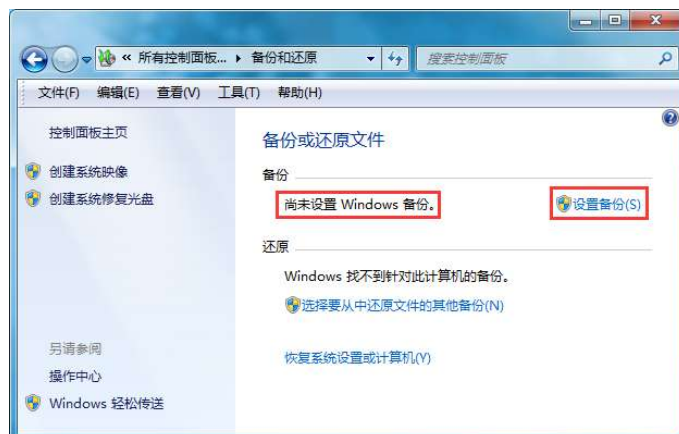 « 所有控制面板... 备份和还原 搜索控制面板
文件(F) 编辑(E) 查看(V) 工具(T) 帮助(H)
控制面板主页
创建系统映像
创建系统修复光盘
备份或还原文件
备份
尚未设置 Windows 备份。
设置备份(S)
还原
Windows 找不到针对此计算机的备份。
选择要从中还原文件的其他备份(N)
恢复系统设置或计算机(Y)
另请参阅
操作中心
Windows 轻松传送